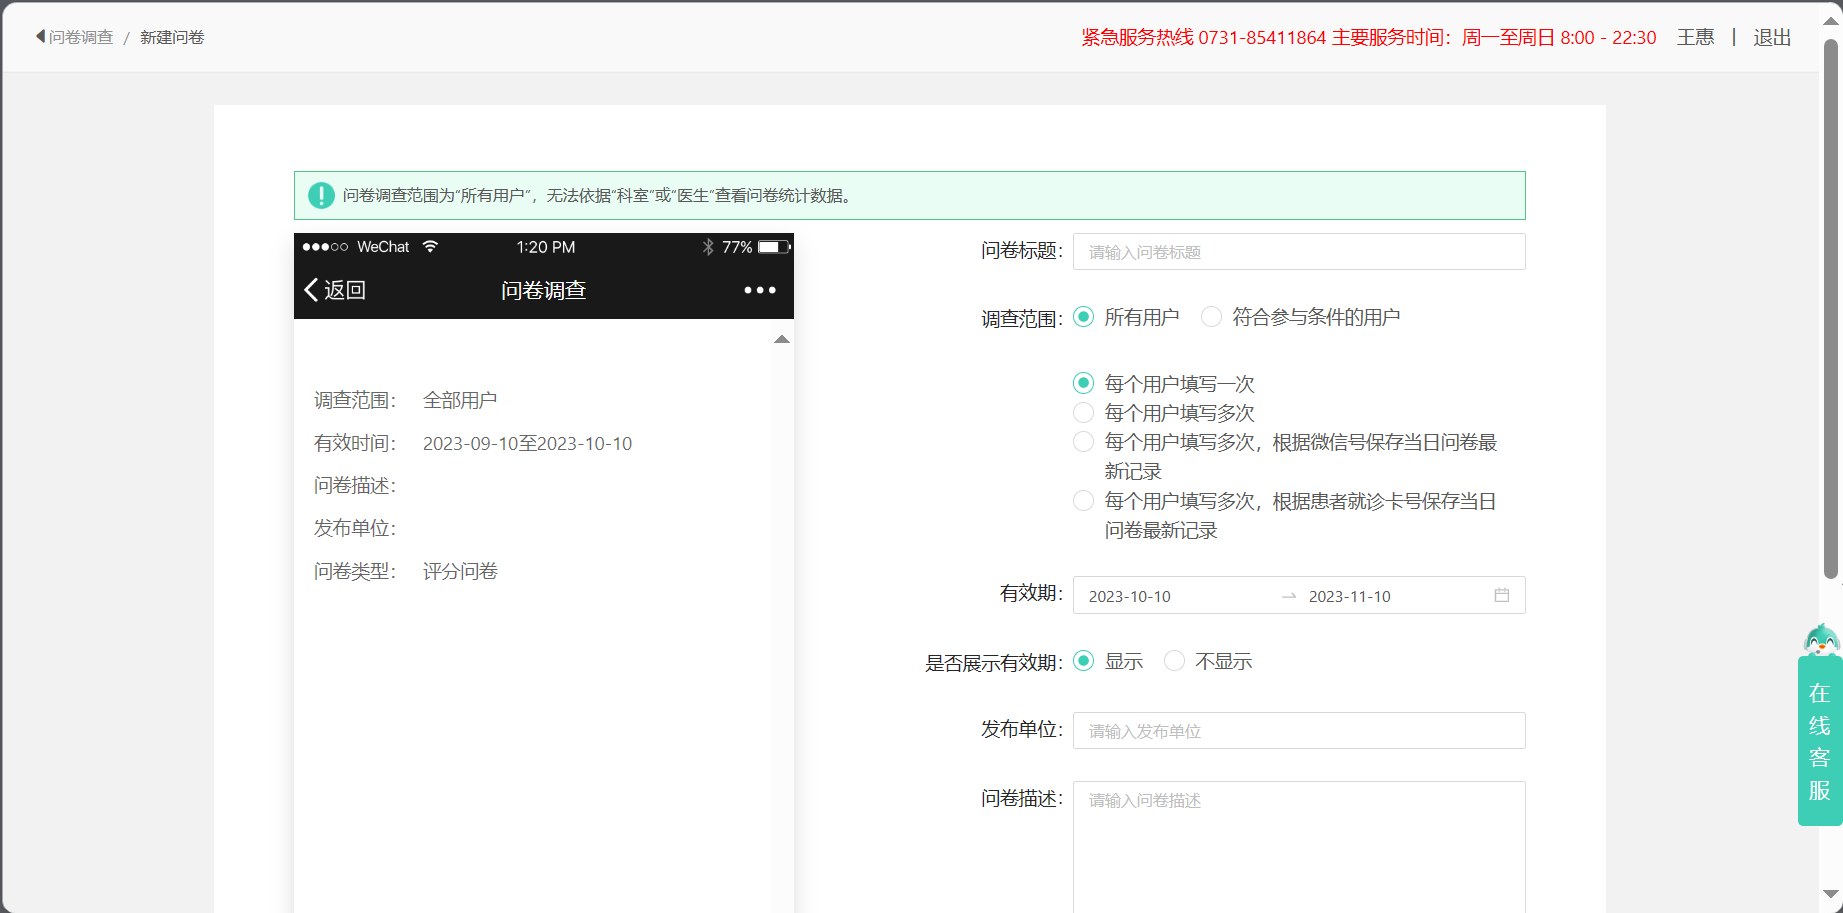 问卷调查 / 新建问卷
紧急服务热线 0731-85411864 主要服务时间：周一至周日 8:00 - 22:30 王惠 | 退出
问卷调查范围为“所有用户”，无法依据“科室”或“医生”查看问卷统计数据。
WeChat 1:20 PM 77%
返回 问卷调查
调查范围： 全部用户
有效时间： 2023-09-10至2023-10-10
问卷描述：
发布单位：
问卷类型： 评分问卷
问卷标题： 请输入问卷标题
调查范围： 所有用户 符合参与条件的用户
每个用户填写一次
每个用户填写多次
每个用户填写多次，根据微信号保存当日问卷最
新记录
每个用户填写多次，根据患者就诊卡号保存当日
问卷最新记录
有效期： 2023-10-10 → 2023-11-10
是否展示有效期： 显示 不显示
发布单位： 请输入发布单位
问卷描述： 请输入问卷描述
在
线
客
服